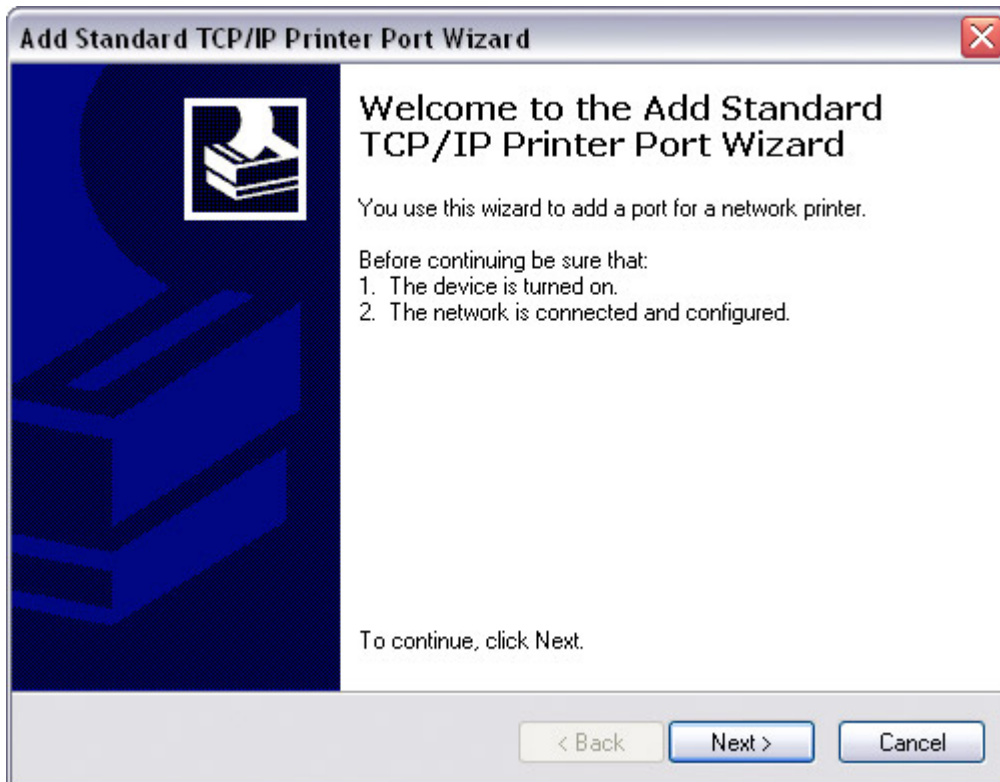 Add Standard TCP/IP Printer Port Wizard
Welcome to the Add Standard
TCP/IP Printer Port Wizard
You use this wizard to add a port for a network printer.
Before continuing be sure that:
1. The device is turned on.
2. The network is connected and configured.
To continue, click Next.
< Back
Next >
Cancel